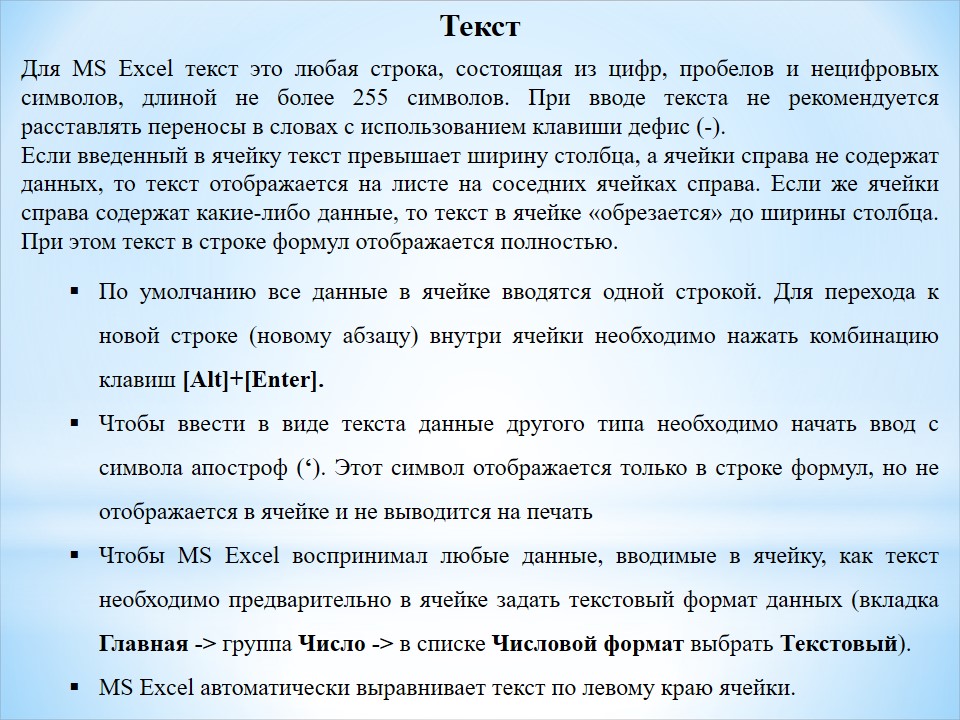 Текст
Для MS Excel текст это любая строка, состоящая из цифр, пробелов и нецифровых
символов, длиной не более 255 символов. При вводе текста не рекомендуется
расставлять переносы в словах с использованием клавиши дефис (-).
Если введенный в ячейку текст превышает ширину столбца, а ячейки справа не содержат
данных, то текст отображается на листе на соседних ячейках справа. Если же ячейки
справа содержат какие-либо данные, то текст в ячейке «обрезается» до ширины столбца.
При этом текст в строке формул отображается полностью.
▪ По умолчанию все данные в ячейке вводятся одной строкой. Для перехода к
новой строке (новому абзацу) внутри ячейки необходимо нажать комбинацию
клавиш [Alt]+[Enter].
▪ Чтобы ввести в виде текста данные другого типа необходимо начать ввод с
символа апостроф (‘). Этот символ отображается только в строке формул, но не
отображается в ячейке и не выводится на печать
▪ Чтобы MS Excel воспринимал любые данные, вводимые в ячейку, как текст
необходимо предварительно в ячейке задать текстовый формат данных (вкладка
Главная -> группа Число -> в списке Числовой формат выбрать Текстовый).
▪ MS Excel автоматически выравнивает текст по левому краю ячейки.